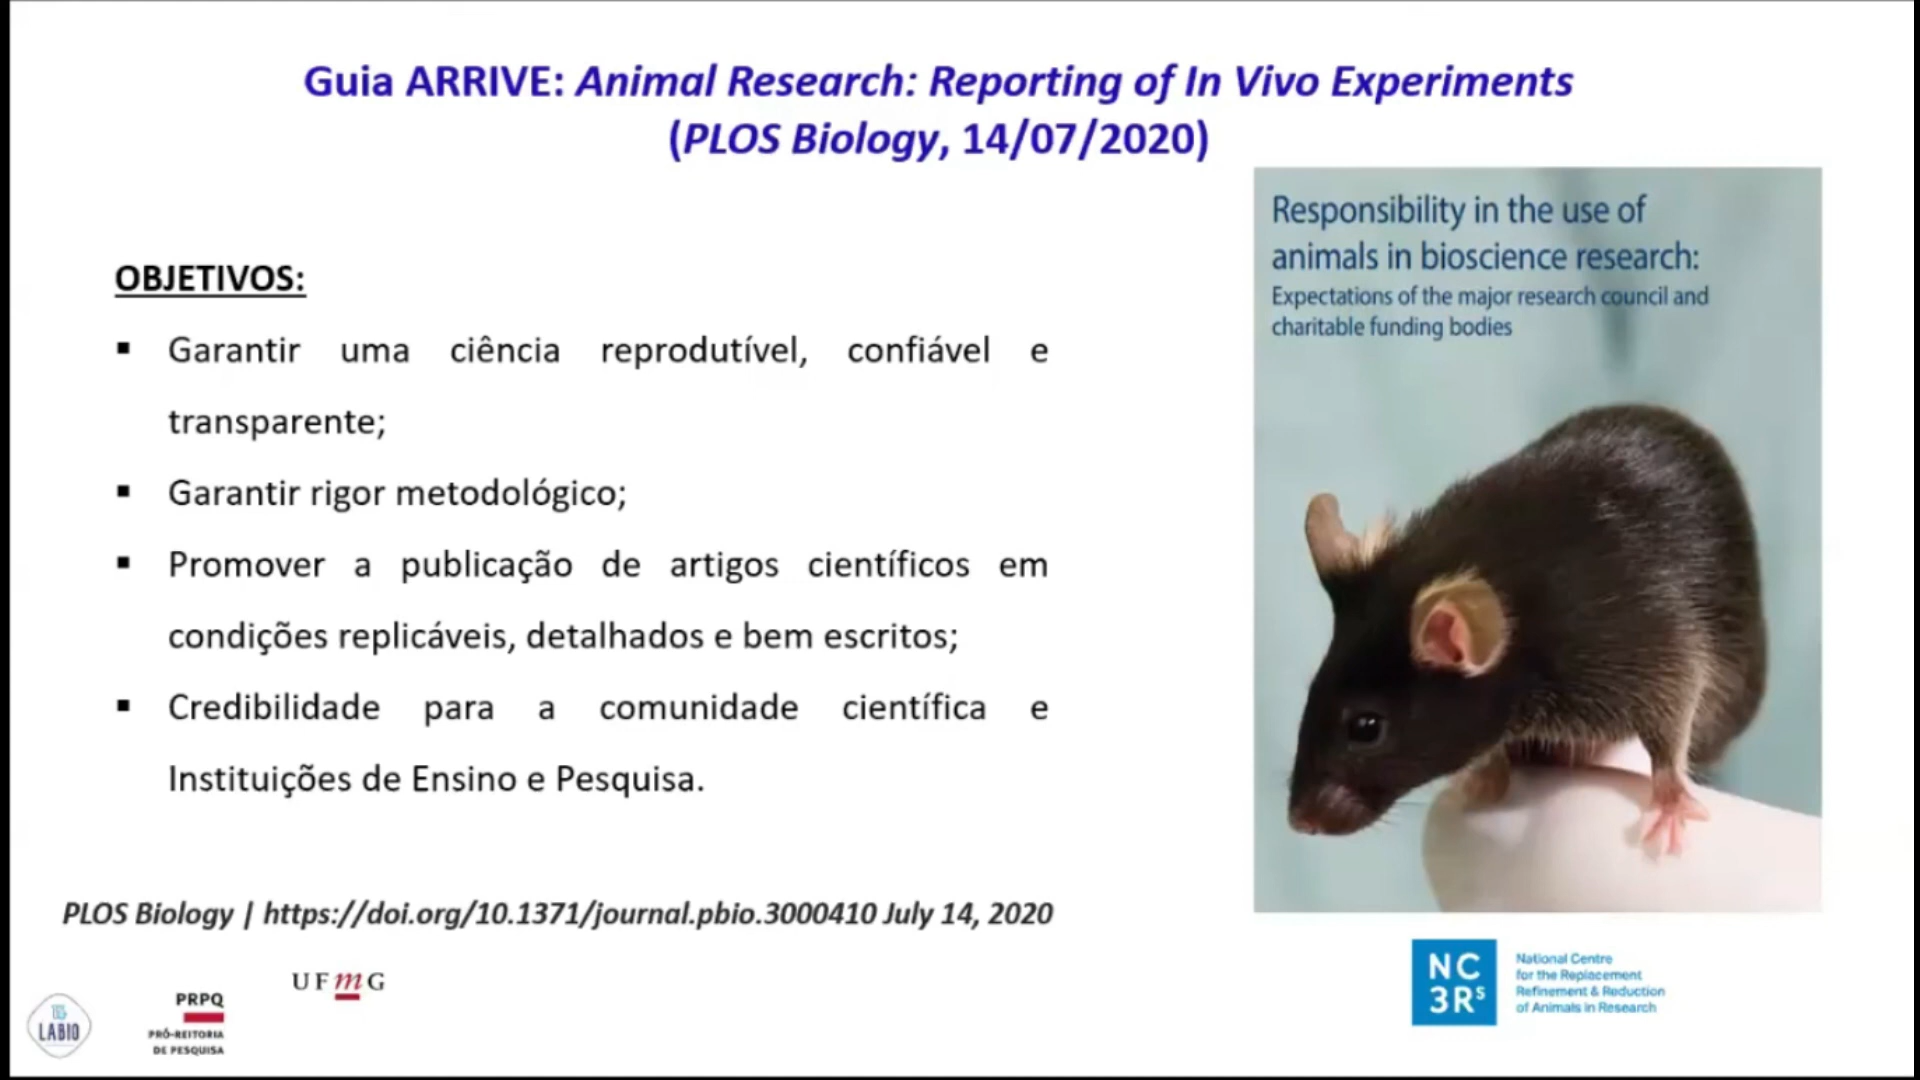 Guia ARRIVE: Animal Research: Reporting of In Vivo Experiments
(PLOS Biology, 14/07/2020)
OBJETIVOS:
▪ Garantir uma ciência reprodutível, confiável e
transparente;
▪ Garantir rigor metodológico;
▪ Promover a publicação de artigos científicos em
condições replicáveis, detalhados e bem escritos;
▪ Credibilidade para a comunidade científica e
Instituições de Ensino e Pesquisa.
PLOS Biology | https://doi.org/10.1371/journal.pbio.3000410 July 14, 2020
Responsibility in the use of
animals in bioscience research:
Expectations of the major research council and
charitable funding bodies
LABIO
PRPQ
PRÓ-REITORIA
DE PESQUISA
UFmG
NC
3Rs
National Centre
for the Replacement
Refinement & Reduction
of Animals in Research